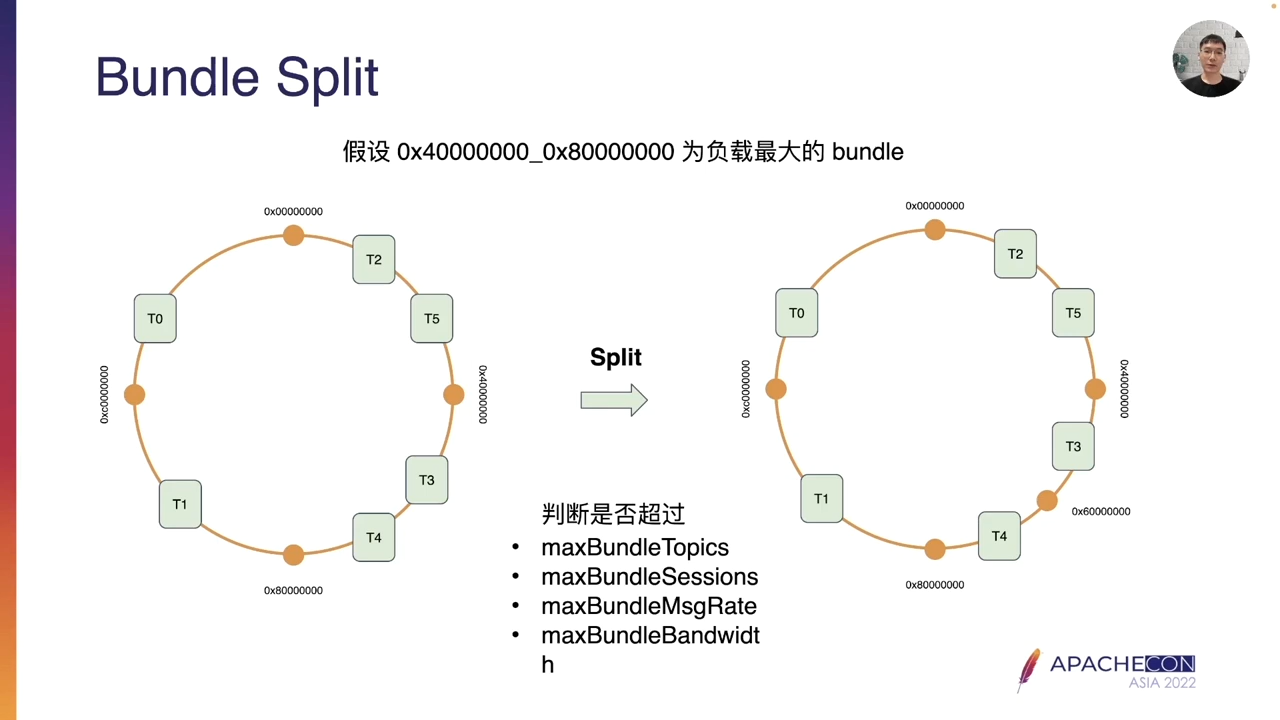 Bundle Split
假设 0x40000000_0x80000000 为负载最大的 bundle
0x00000000
T2
T0
T5
0xc0000000
0x40000000
T3
T1
T4
0x80000000
Split
判断是否超过
• maxBundleTopics
• maxBundleSessions
• maxBundleMsgRate
• maxBundleBandwidt
h
0x00000000
T2
T0
T5
0xc0000000
0x40000000
T3
T1
0x60000000
T4
0x80000000
APACHECON
ASIA 2022